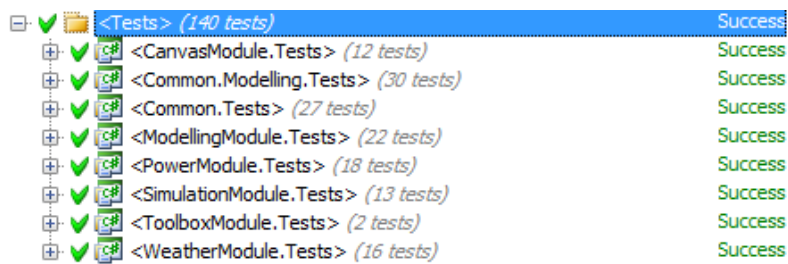 <Tests> (140 tests) Success
<CanvasModule.Tests> (12 tests) Success
<Common.Modelling.Tests> (30 tests) Success
<Common.Tests> (27 tests) Success
<ModellingModule.Tests> (22 tests) Success
<PowerModule.Tests> (18 tests) Success
<SimulationModule.Tests> (13 tests) Success
<ToolboxModule.Tests> (2 tests) Success
<WeatherModule.Tests> (16 tests) Success